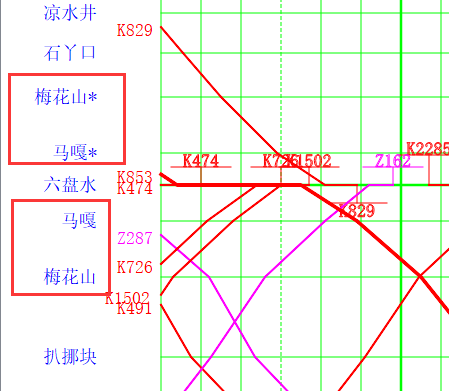 凉水井
K829
石丫口
梅花山*
马嘎*
K474
K1502
Z162
K2285
K853
六盘水
K474
K829
马嘎
Z287
K726
梅花山
K1502
K491
扒挪块